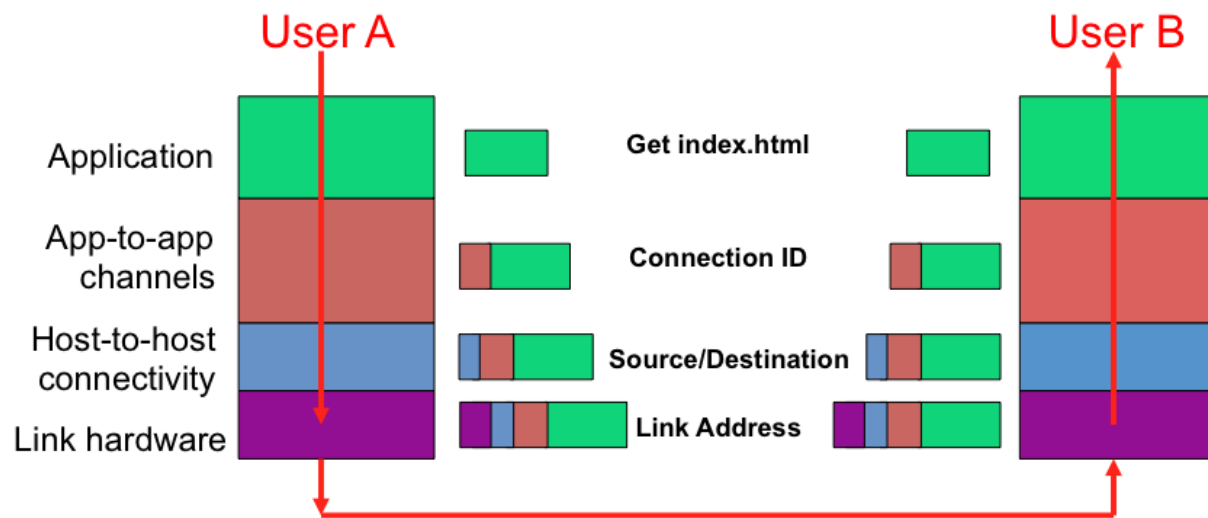 User A
User B
Application
Get index.html
App-to-app
channels
Connection ID
Host-to-host
connectivity
Source/Destination
Link hardware
Link Address